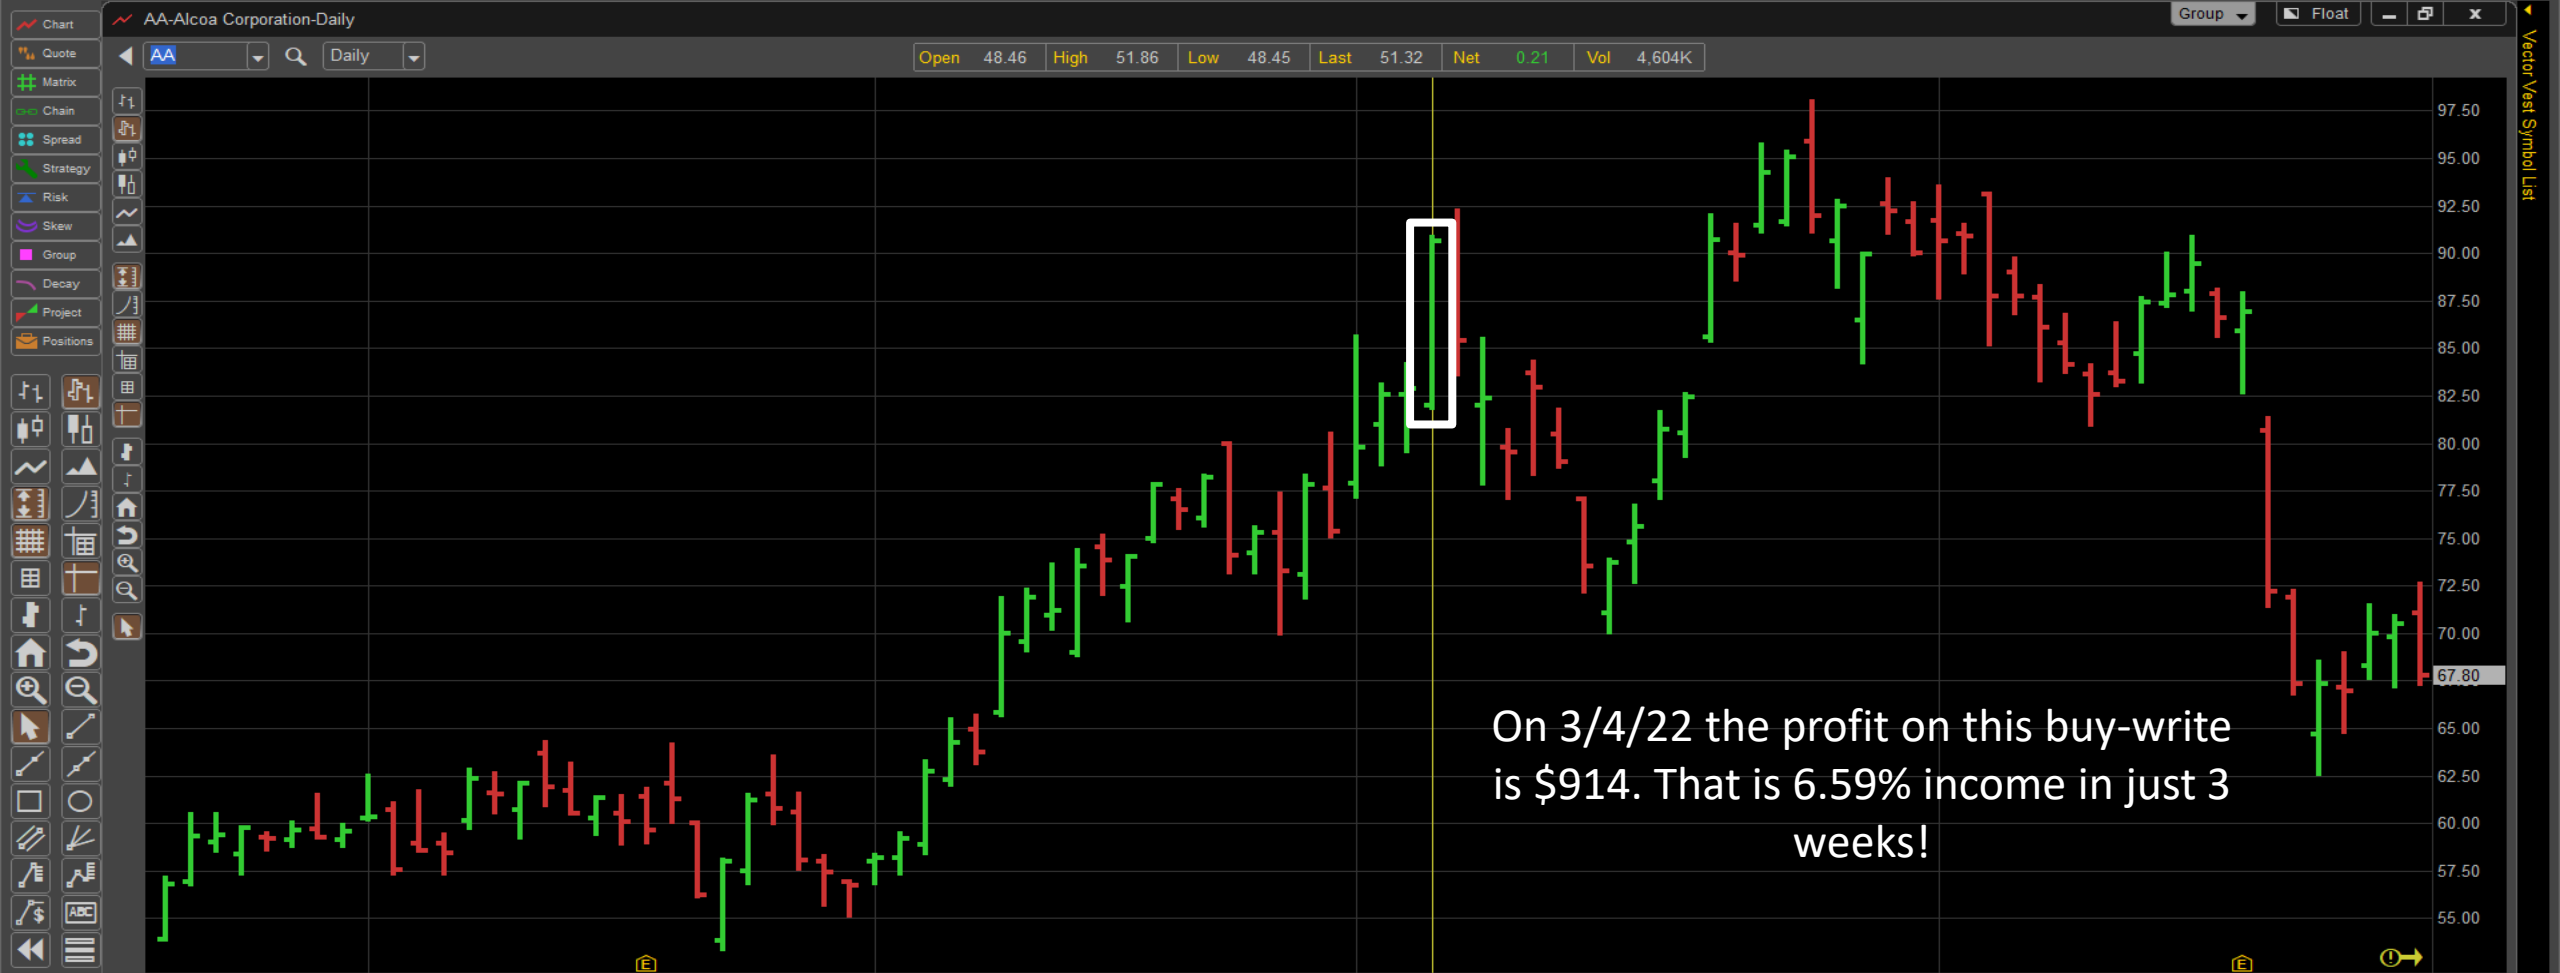 Chart
AA-Alcoa Corporation-Daily
Group
Float
X
Quote
AA
Daily
Open 48.46 High 51.86 Low 48.45 Last 51.32 Net 0.21 Vol 4,604K
Vector Vest Symbol List
Matrix
Chain
Spread
Strategy
Risk
Skew
Group
Decay
Project
Positions
97.50
95.00
92.50
90.00
87.50
85.00
82.50
80.00
77.50
75.00
72.50
70.00
67.80
65.00
62.50
60.00
57.50
55.00
On 3/4/22 the profit on this buy-write
is $914. That is 6.59% income in just 3
weeks!
$
ABC
E
E